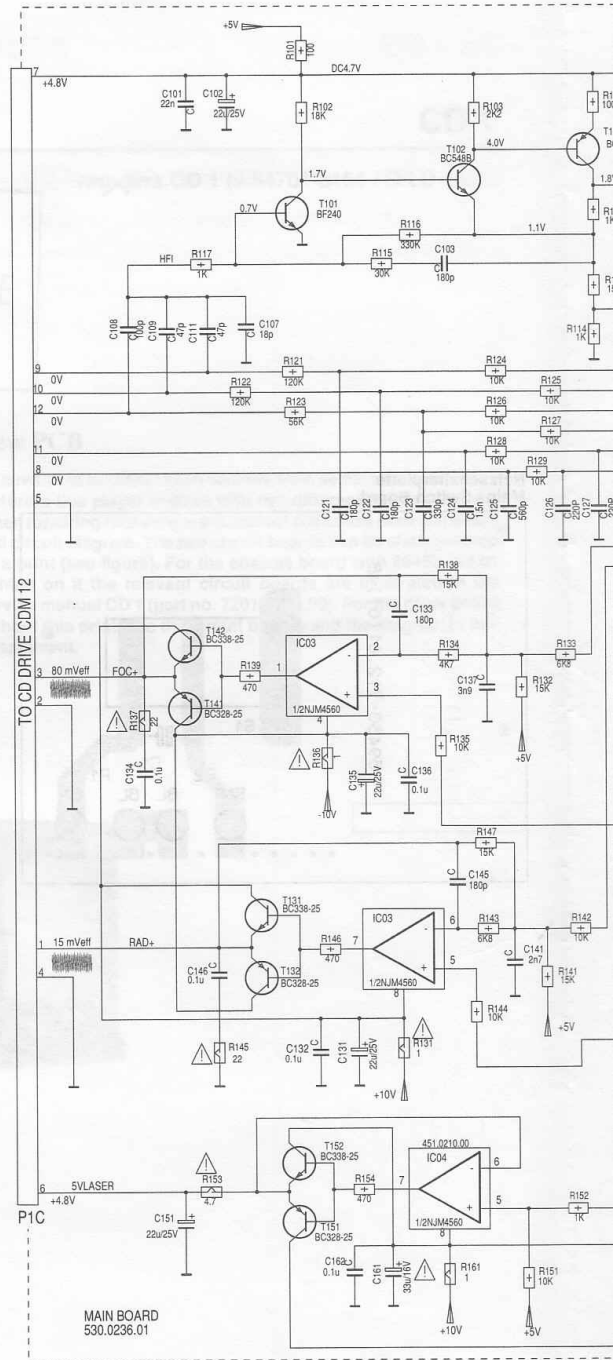 +5V
R101
100
7
+4.8V
DC4.7V
C101
22n
C102
22u/25V
R102
18K
R103
2K2
T102
BC548B
4.0V
1.7V
0.7V
T101
BF240
1.8V
R116
330K
1.1V
HFI
R117
1K
R115
30K
C103
180p
R114
1K
C108
100p
C109
47p
C111
47p
C107
18p
9
0V
R121
120K
R124
10K
10
0V
R122
120K
R125
10K
12
0V
R123
56K
R126
10K
R127
10K
11
0V
R128
10K
8
0V
R129
10K
5
C121
180p
C122
180p
C123
330p
C124
1.5n
C125
560p
C126
220p
C127
220p
TO CD DRIVE CDM 12
R138
15K
C133
180p
T142
BC338-25
IC03
R139
470
1
2
3
4
1/2NJM4560
R134
4K7
R133
6K8
C137
3n9
R132
15K
+5V
3
80 mVeff
FOC+
2
T141
BC328-25
R137
22
C134
0.1u
R136
1
-10V
C135
22u/25V
C136
0.1u
R135
10K
R147
15K
C145
180p
T131
BC338-25
IC03
R146
470
7
6
5
8
1/2NJM4560
R143
6K8
R142
10K
C141
2n7
R141
15K
+5V
1
15 mVeff
RAD+
4
C146
0.1u
T132
BC328-25
R145
22
C132
0.1u
C131
22u/25V
R131
1
+10V
R144
10K
T152
BC338-25
451.0210.00
IC04
R154
470
7
6
5
8
1/2NJM4560
R152
1K
6
+4.8V
5VLASER
R153
4.7
C151
22u/25V
T151
BC328-25
C162
0.1u
C161
33u/16V
R161
1
+10V
R151
10K
+5V
P1C
MAIN BOARD
530.0236.01